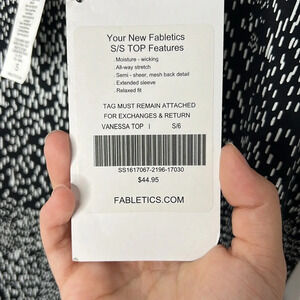 Your New Fabletics
S/S TOP Features
. Moisture - wicking
. All-way stretch
. Semi - sheer, mesh back detail
. Extended sleeve
. Relaxed fit
TAG MUST REMAIN ATTACHED
FOR EXCHANGES & RETURN
VANESSA TOP | S/6
SS1617067-2196-17030
$44.95
FABLETICS.COM